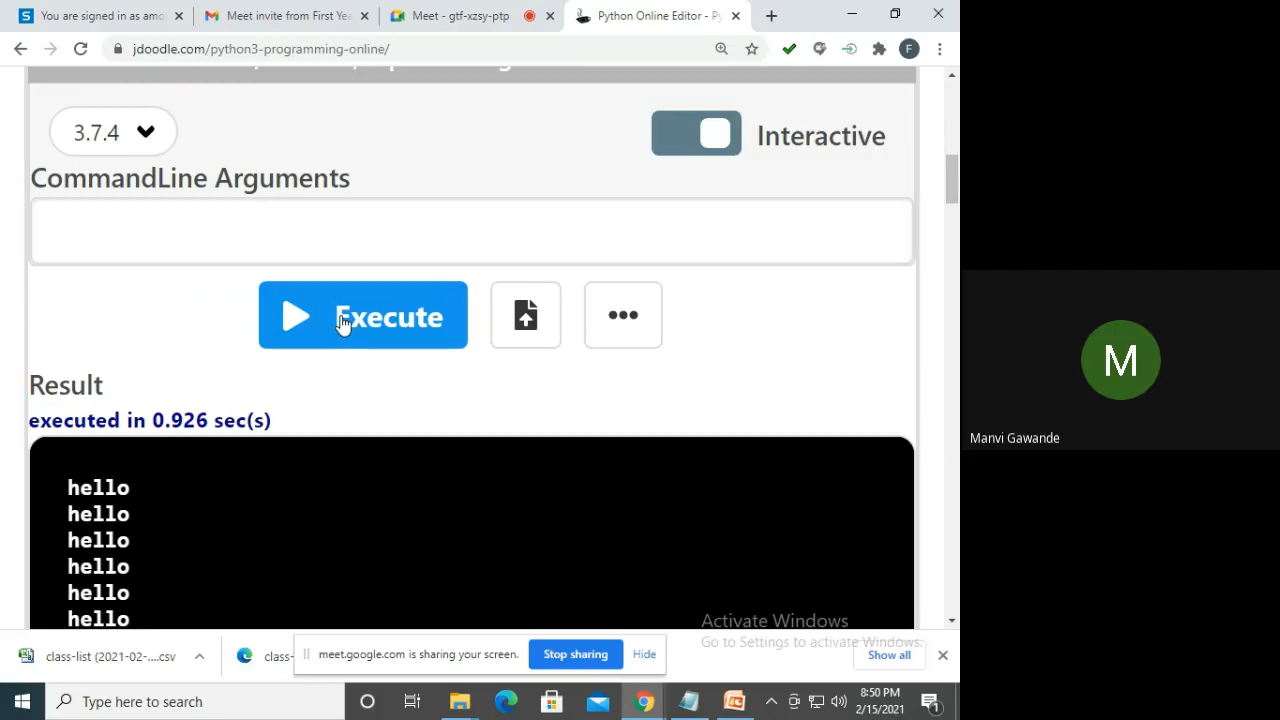 You are signed in as amo
Meet invite from First Yea
Meet - gtf-xzsy-ptp
Python Online Editor - Py
jdoodle.com/python3-programming-online/
F
3.7.4
Interactive
CommandLine Arguments
Execute
Result
executed in 0.926 sec(s)
hello
hello
hello
hello
hello
hello
M
Manvi Gawande
Activate Windows
Go to Settings to activate Windows.
class-list (2021-02-....csv
class-
meet.google.com is sharing your screen.
Stop sharing
Hide
Show all
Type here to search
8:50 PM
2/15/2021
1